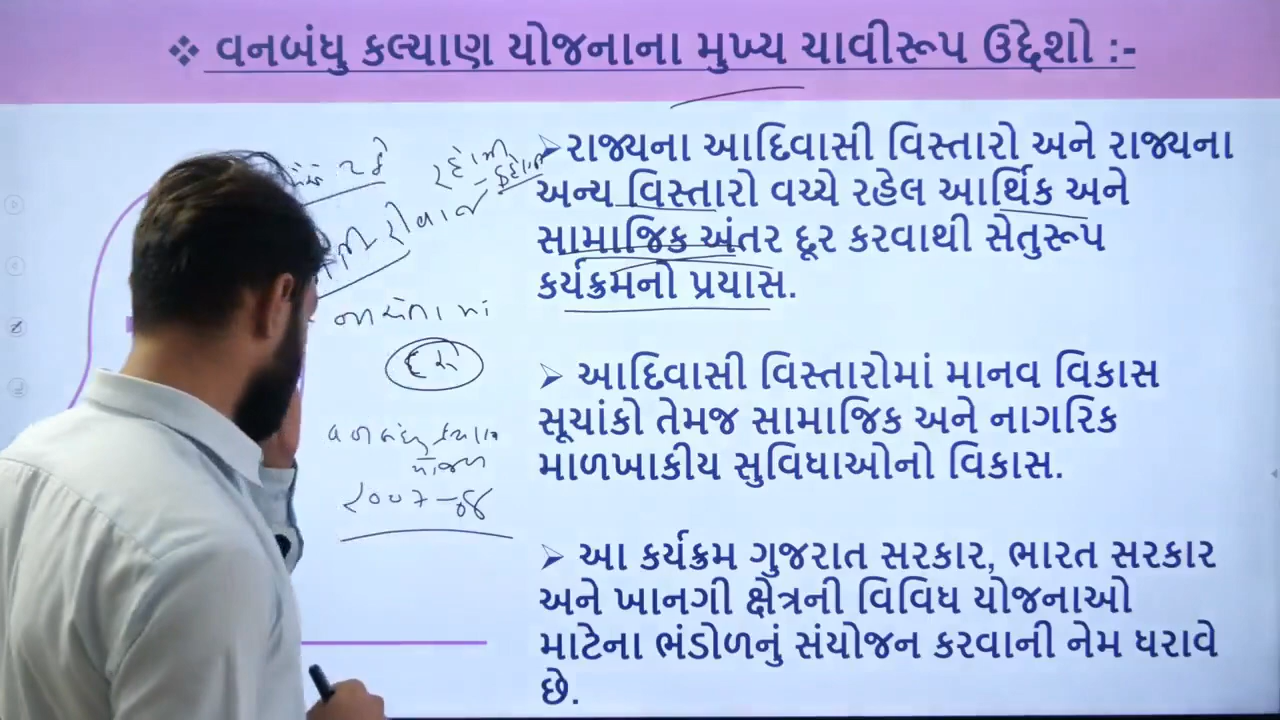 ❖ વનબંધુ કલ્યાણ યોજનાના મુખ્ય ચાવીરૂપ ઉદ્દેશો :-
➢રાજ્યના આદિવાસી વિસ્તારો અને રાજ્યના
અન્ય વિસ્તારો વચ્ચે રહેલ આર્થિક અને
સામાજિક અંતર દૂર કરવાથી સેતુરૂપ
કર્યક્રમનો પ્રયાસ.
➢ આદિવાસી વિસ્તારોમાં માનવ વિકાસ
સૂચાંકો તેમજ સામાજિક અને નાગરિક
માળખાકીય સુવિધાઓનો વિકાસ.
➢ આ કર્યક્રમ ગુજરાત સરકાર, ભારત સરકાર
અને ખાનગી ક્ષેત્રની વિવિધ યોજનાઓ
માટેના ભંડોળનું સંયોજન કરવાની નેમ ધરાવે
છે.
વનબંધુ
૨૦૦૭